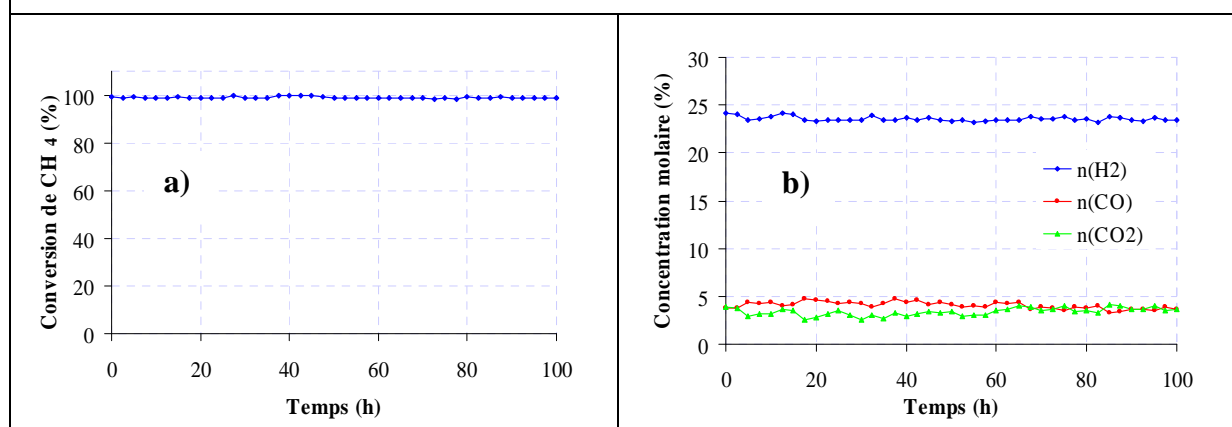 Conversion de CH 4 (%)
100
80
60
40
20
0
a)
0 20 40 60 80 100
Temps (h)
Concentration molaire (%)
30
25
20
15
10
5
0
b)
n(H2)
n(CO)
n(CO2)
0 20 40 60 80 100
Temps (h)